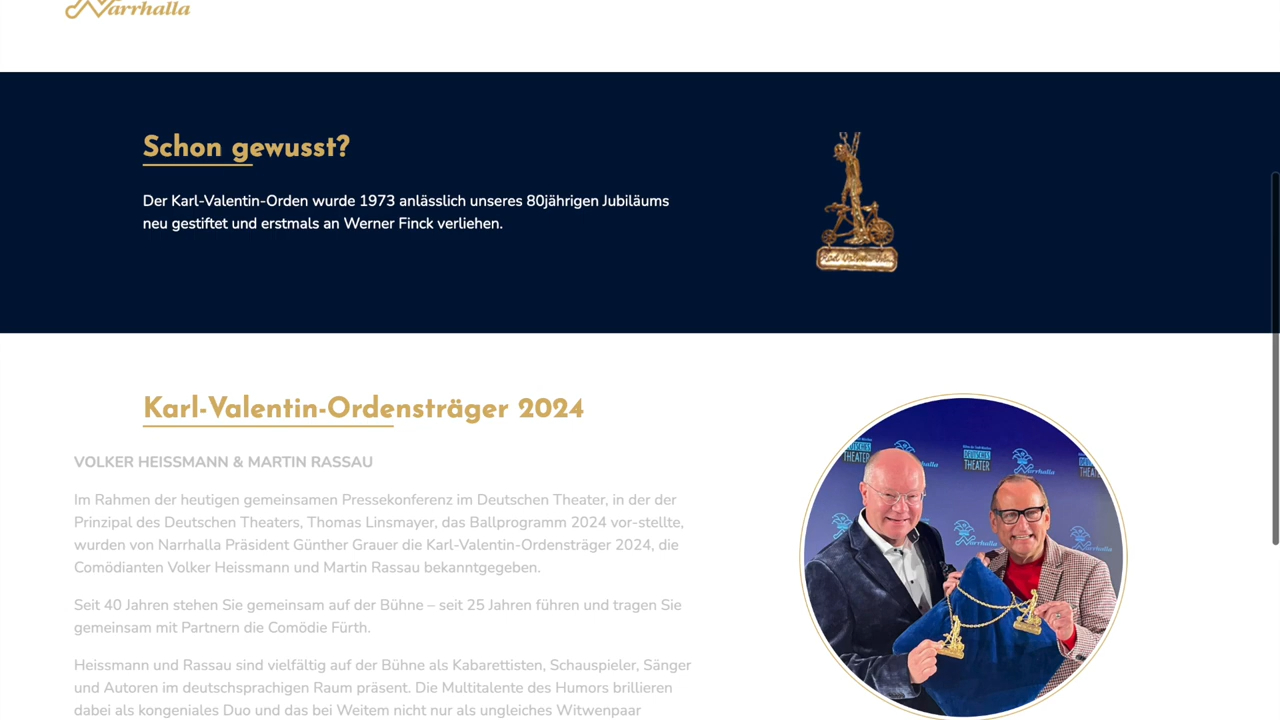 Narrhalla
Schon gewusst?
Der Karl-Valentin-Orden wurde 1973 anlässlich unseres 80jährigen Jubiläums
neu gestiftet und erstmals an Werner Finck verliehen.
Karl-Valentin-Ordensträger 2024
VOLKER HEISSMANN & MARTIN RASSAU
Im Rahmen der heutigen gemeinsamen Pressekonferenz im Deutschen Theater, in der der
Prinzipal des Deutschen Theaters, Thomas Linsmayer, das Ballprogramm 2024 vor-stellte,
wurden von Narrhalla Präsident Günther Grauer die Karl-Valentin-Ordensträger 2024, die
Comödianten Volker Heissmann und Martin Rassau bekanntgegeben.
Seit 40 Jahren stehen Sie gemeinsam auf der Bühne – seit 25 Jahren führen und tragen Sie
gemeinsam mit Partnern die Comödie Fürth.
Heissmann und Rassau sind vielfältig auf der Bühne als Kabarettisten, Schauspieler, Sänger
und Autoren im deutschsprachigen Raum präsent. Die Multitalente des Humors brillieren
dabei als kongeniales Duo und das bei Weitem nicht nur als ungleiches Witwenpaar
DEUTSCHES
THEATER
Narrhalla
Narrhalla
Narrhalla